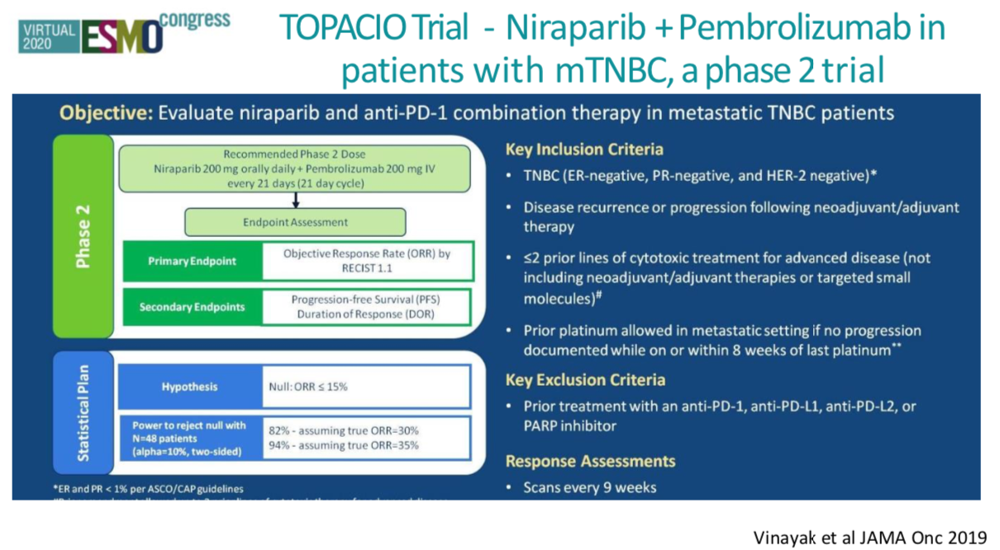 VIRTUAL
2020
ESMO congress
TOPACIO Trial - Niraparib + Pembrolizumab in
patients with mTNBC, a phase 2 trial
Objective: Evaluate niraparib and anti-PD-1 combination therapy in metastatic TNBC patients
Phase 2
Recommended Phase 2 Dose
Niraparib 200 mg orally daily + Pembrolizumab 200 mg IV
every 21 days (21 day cycle)
Endpoint Assessment
Primary Endpoint
Objective Response Rate (ORR) by
RECIST 1.1
Secondary Endpoints
Progression-free Survival (PFS)
Duration of Response (DOR)
Statistical Plan
Hypothesis
Null: ORR ≤ 15%
Power to reject null with
N=48 patients
(alpha=10%, two-sided)
82% - assuming true ORR=30%
94% - assuming true ORR=35%
*ER and PR < 1% per ASCO/CAP guidelines
Key Inclusion Criteria
• TNBC (ER-negative, PR-negative, and HER-2 negative)*
• Disease recurrence or progression following neoadjuvant/adjuvant
therapy
• ≤2 prior lines of cytotoxic treatment for advanced disease (not
including neoadjuvant/adjuvant therapies or targeted small
molecules)#
• Prior platinum allowed in metastatic setting if no progression
documented while on or within 8 weeks of last platinum**
Key Exclusion Criteria
• Prior treatment with an anti-PD-1, anti-PD-L1, anti-PD-L2, or
PARP inhibitor
Response Assessments
• Scans every 9 weeks
Vinayak et al JAMA Onc 2019